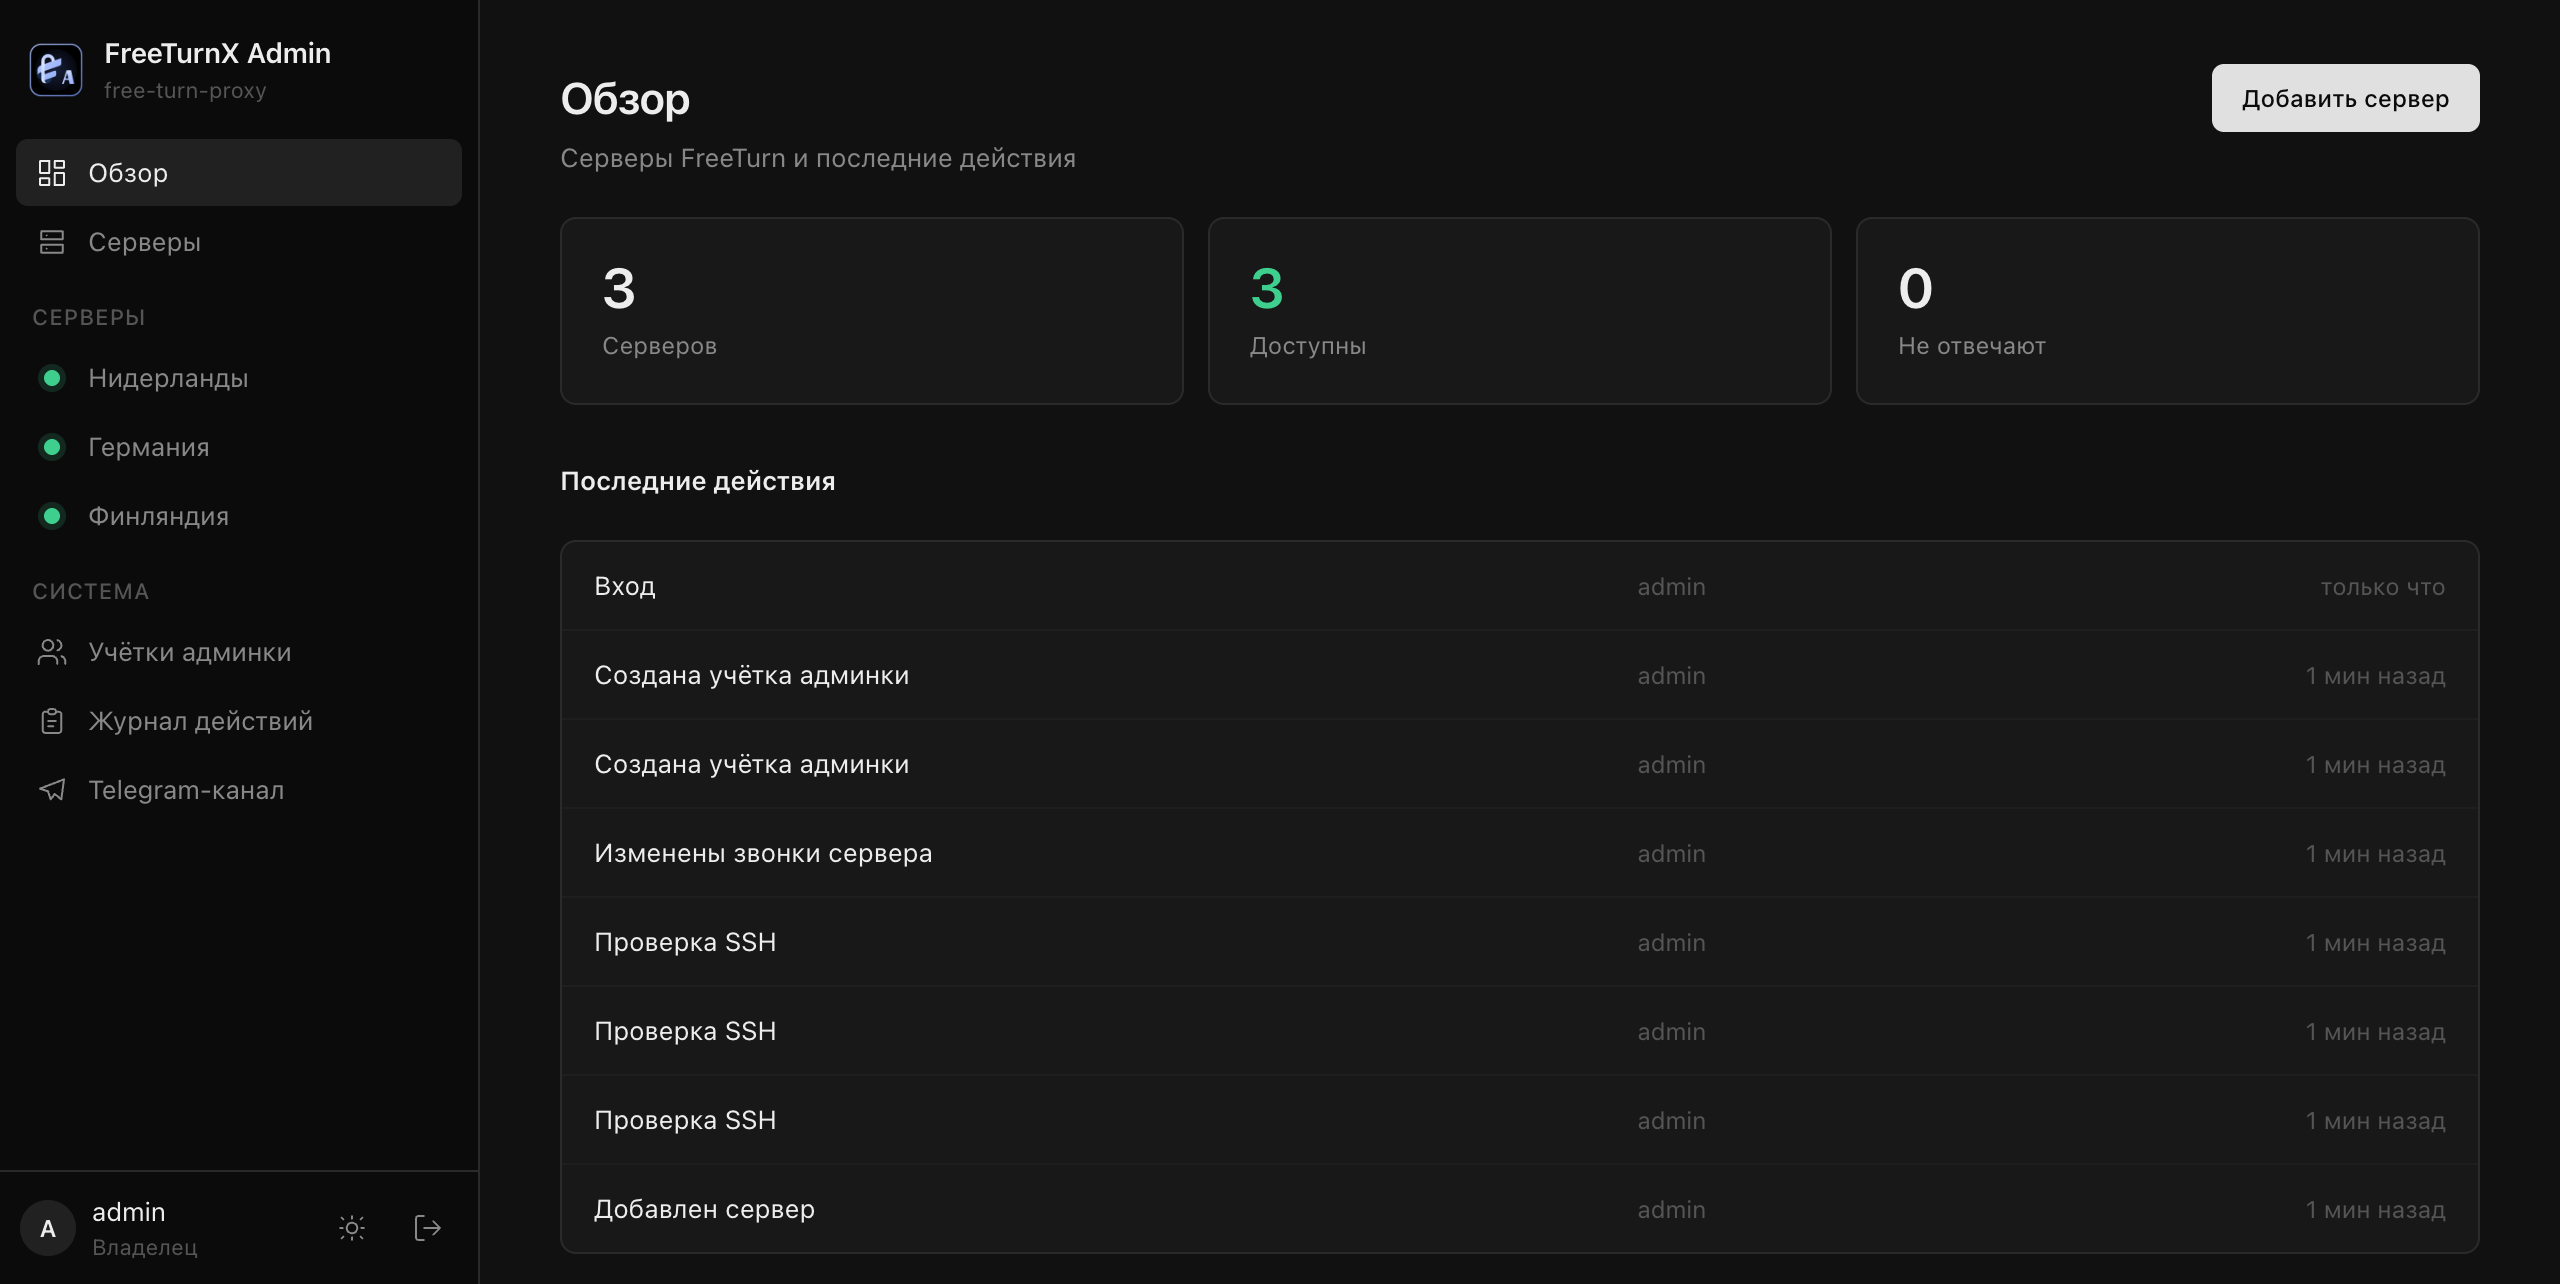 FreeTurnX Admin
free-turn-proxy
Обзор
Серверы
СЕРВЕРЫ
Нидерланды
Германия
Финляндия
СИСТЕМА
Учётки админки
Журнал действий
Telegram-канал
A
admin
Владелец
Обзор
Серверы FreeTurn и последние действия
Добавить сервер
3
Серверов
3
Доступны
0
Не отвечают
Последние действия
Вход admin только что
Создана учётка админки admin 1 мин назад
Создана учётка админки admin 1 мин назад
Изменены звонки сервера admin 1 мин назад
Проверка SSH admin 1 мин назад
Проверка SSH admin 1 мин назад
Проверка SSH admin 1 мин назад
Добавлен сервер admin 1 мин назад